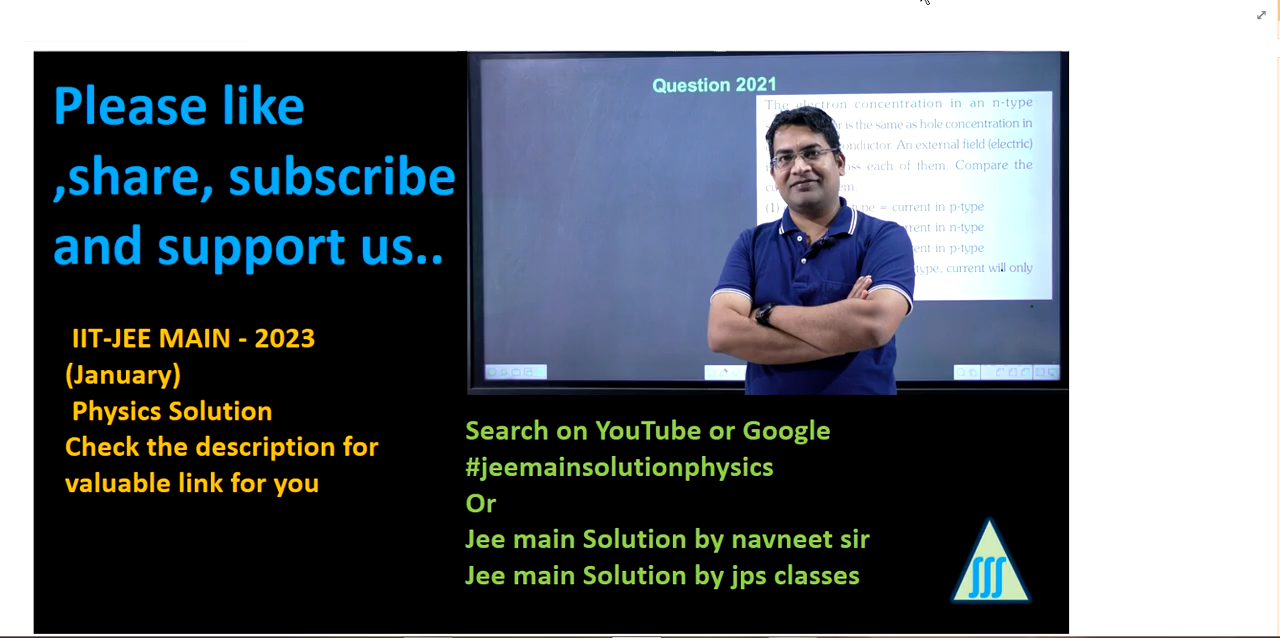 Please like
,share, subscribe
and support us..
IIT-JEE MAIN - 2023
(January)
Physics Solution
Check the description for
valuable link for you
Question 2021
The electron concentration in an n-type
is the same as hole concentration in
An external field (electric)
each of them. Compare the
(1) type = current in p-type
current in n-type
current in p-type
type, current will only
Search on YouTube or Google
#jeemainsolutionphysics
Or
Jee main Solution by navneet sir
Jee main Solution by jps classes